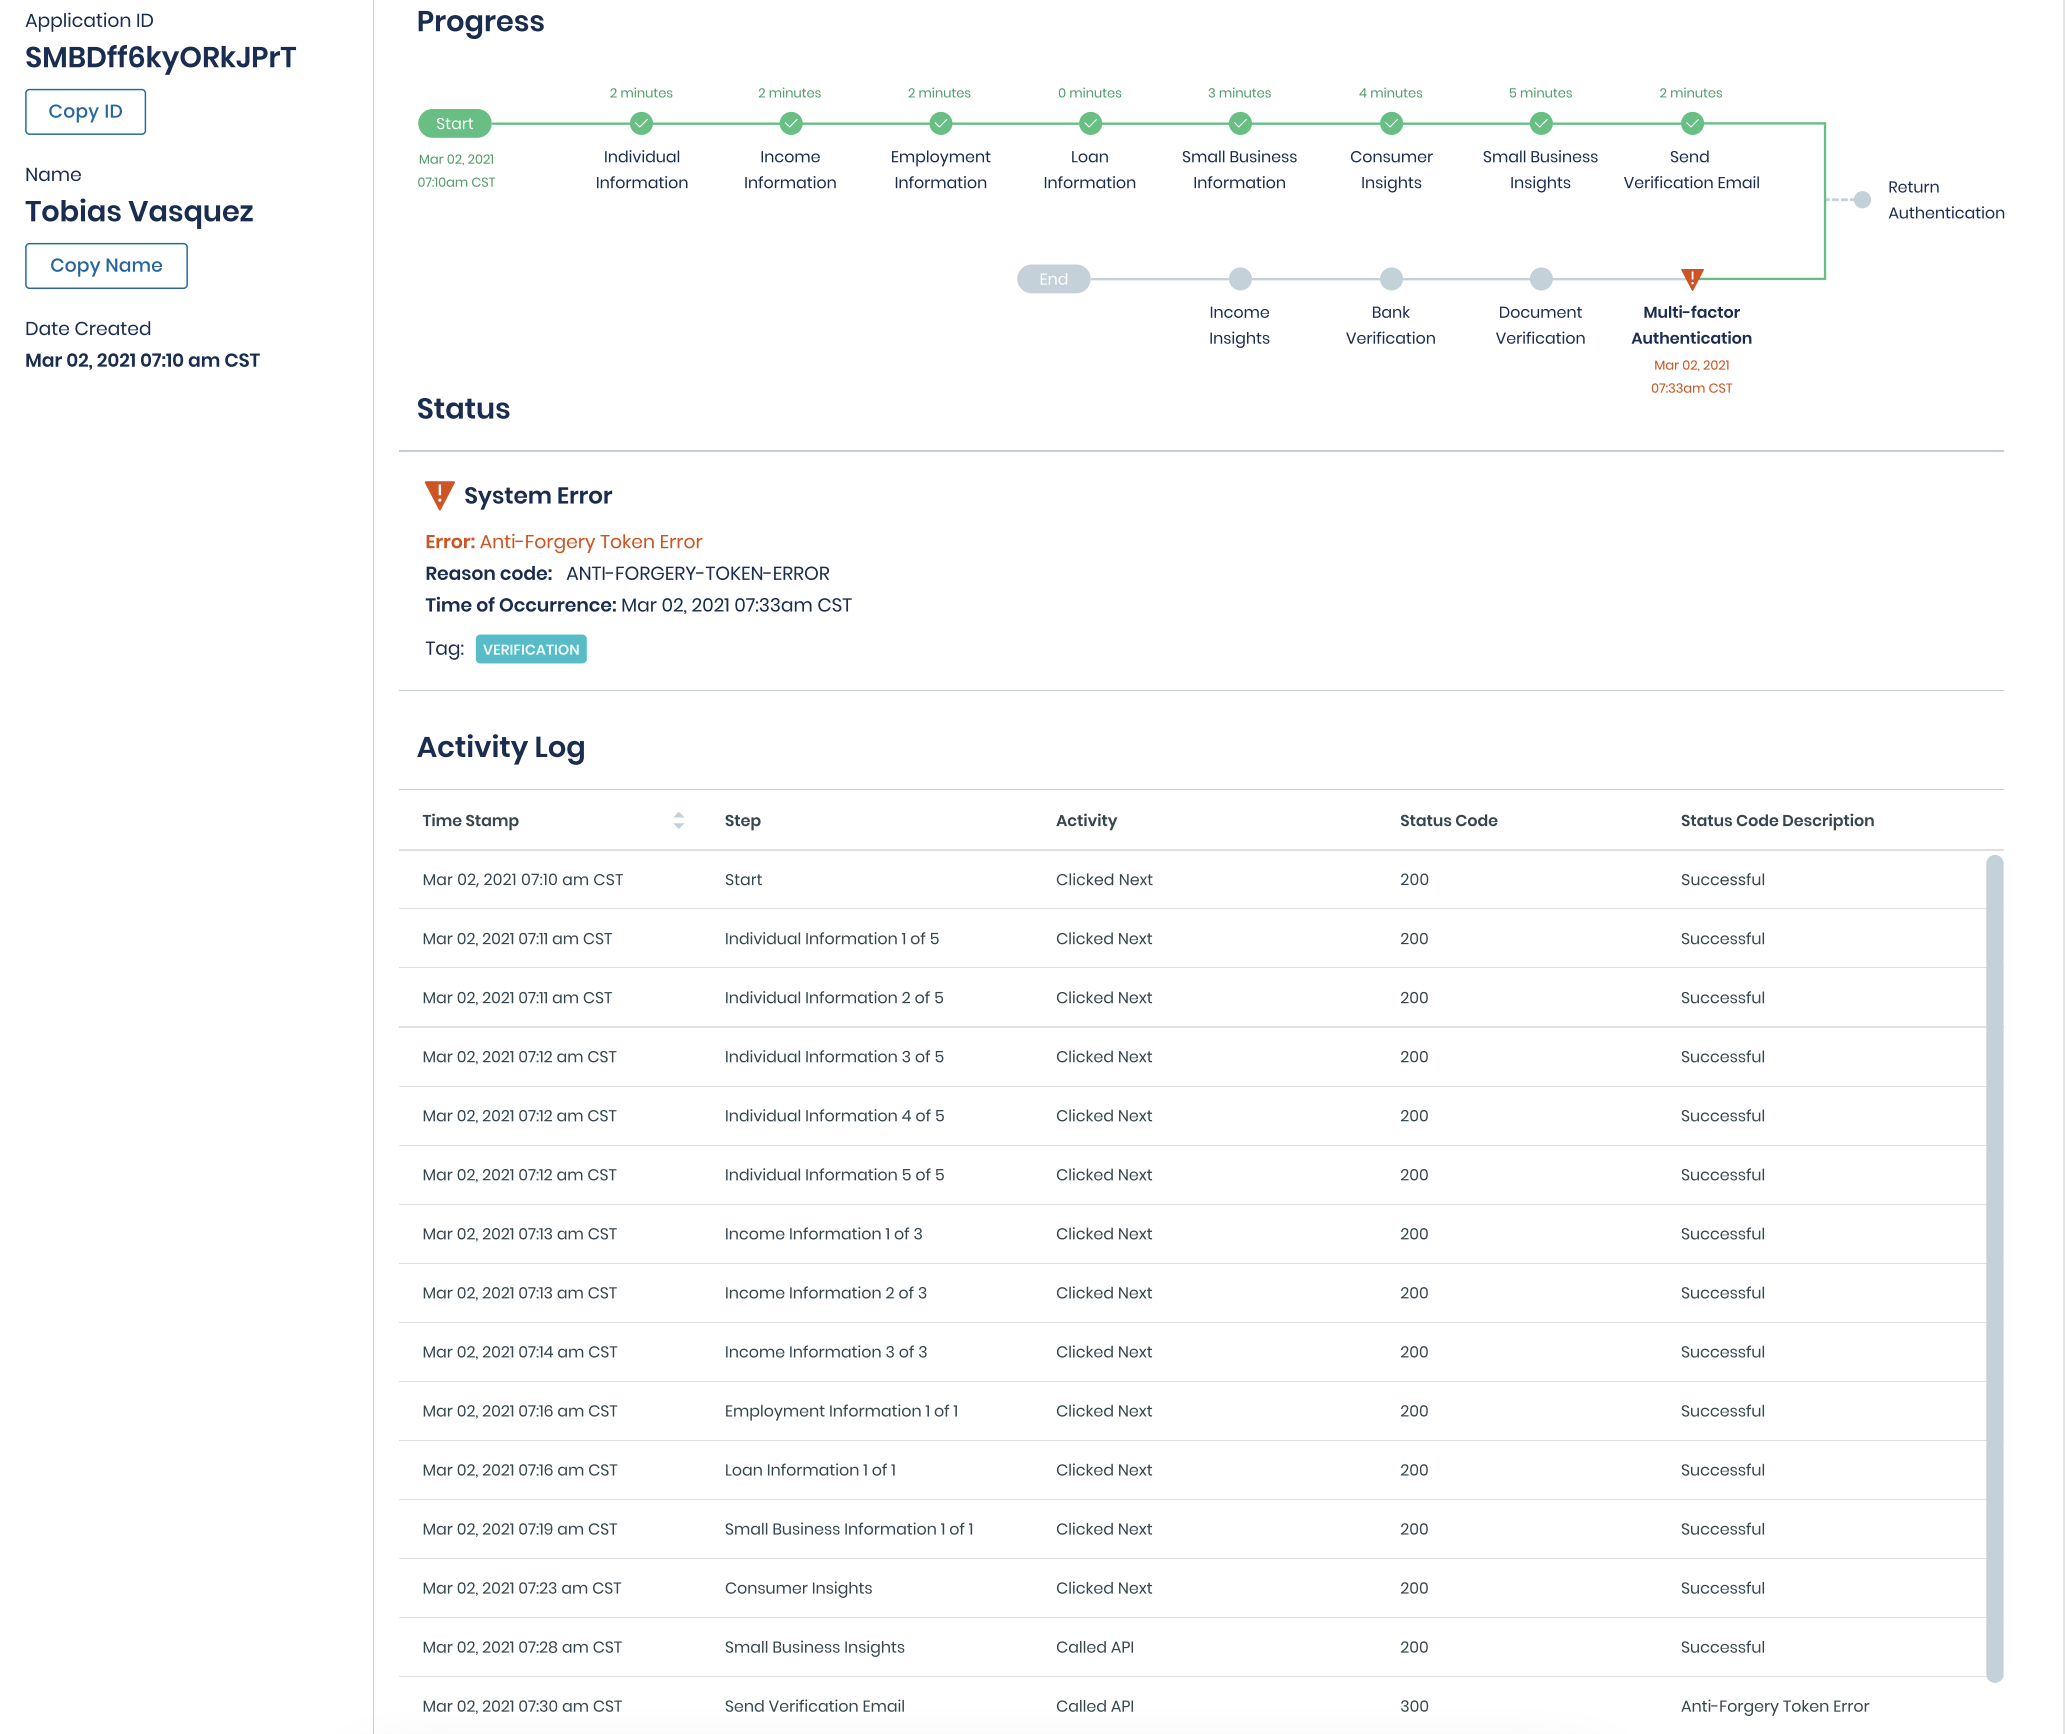 Application ID
SMBDff6kyORkJPrT
Copy ID
Name
Tobias Vasquez
Copy Name
Date Created
Mar 02, 2021 07:10 am CST
Progress
2 minutes 2 minutes 2 minutes 0 minutes 3 minutes 4 minutes 5 minutes 2 minutes
Start
Mar 02, 2021
07:10am CST
Individual
Information
Income
Information
Employment
Information
Loan
Information
Small Business
Information
Consumer
Insights
Small Business
Insights
Send
Verification Email
Return
Authentication
End
Income
Insights
Bank
Verification
Document
Verification
Multi-factor
Authentication
Mar 02, 2021
07:33am CST
Status
System Error
Error: Anti-Forgery Token Error
Reason code: ANTI-FORGERY-TOKEN-ERROR
Time of Occurrence: Mar 02, 2021 07:33am CST
Tag: VERIFICATION
Activity Log
Time Stamp Step Activity Status Code Status Code Description
Mar 02, 2021 07:10 am CST Start Clicked Next 200 Successful
Mar 02, 2021 07:11 am CST Individual Information 1 of 5 Clicked Next 200 Successful
Mar 02, 2021 07:11 am CST Individual Information 2 of 5 Clicked Next 200 Successful
Mar 02, 2021 07:12 am CST Individual Information 3 of 5 Clicked Next 200 Successful
Mar 02, 2021 07:12 am CST Individual Information 4 of 5 Clicked Next 200 Successful
Mar 02, 2021 07:12 am CST Individual Information 5 of 5 Clicked Next 200 Successful
Mar 02, 2021 07:13 am CST Income Information 1 of 3 Clicked Next 200 Successful
Mar 02, 2021 07:13 am CST Income Information 2 of 3 Clicked Next 200 Successful
Mar 02, 2021 07:14 am CST Income Information 3 of 3 Clicked Next 200 Successful
Mar 02, 2021 07:16 am CST Employment Information 1 of 1 Clicked Next 200 Successful
Mar 02, 2021 07:16 am CST Loan Information 1 of 1 Clicked Next 200 Successful
Mar 02, 2021 07:19 am CST Small Business Information 1 of 1 Clicked Next 200 Successful
Mar 02, 2021 07:23 am CST Consumer Insights Clicked Next 200 Successful
Mar 02, 2021 07:28 am CST Small Business Insights Called API 200 Successful
Mar 02, 2021 07:30 am CST Send Verification Email Called API 300 Anti-Forgery Token Error